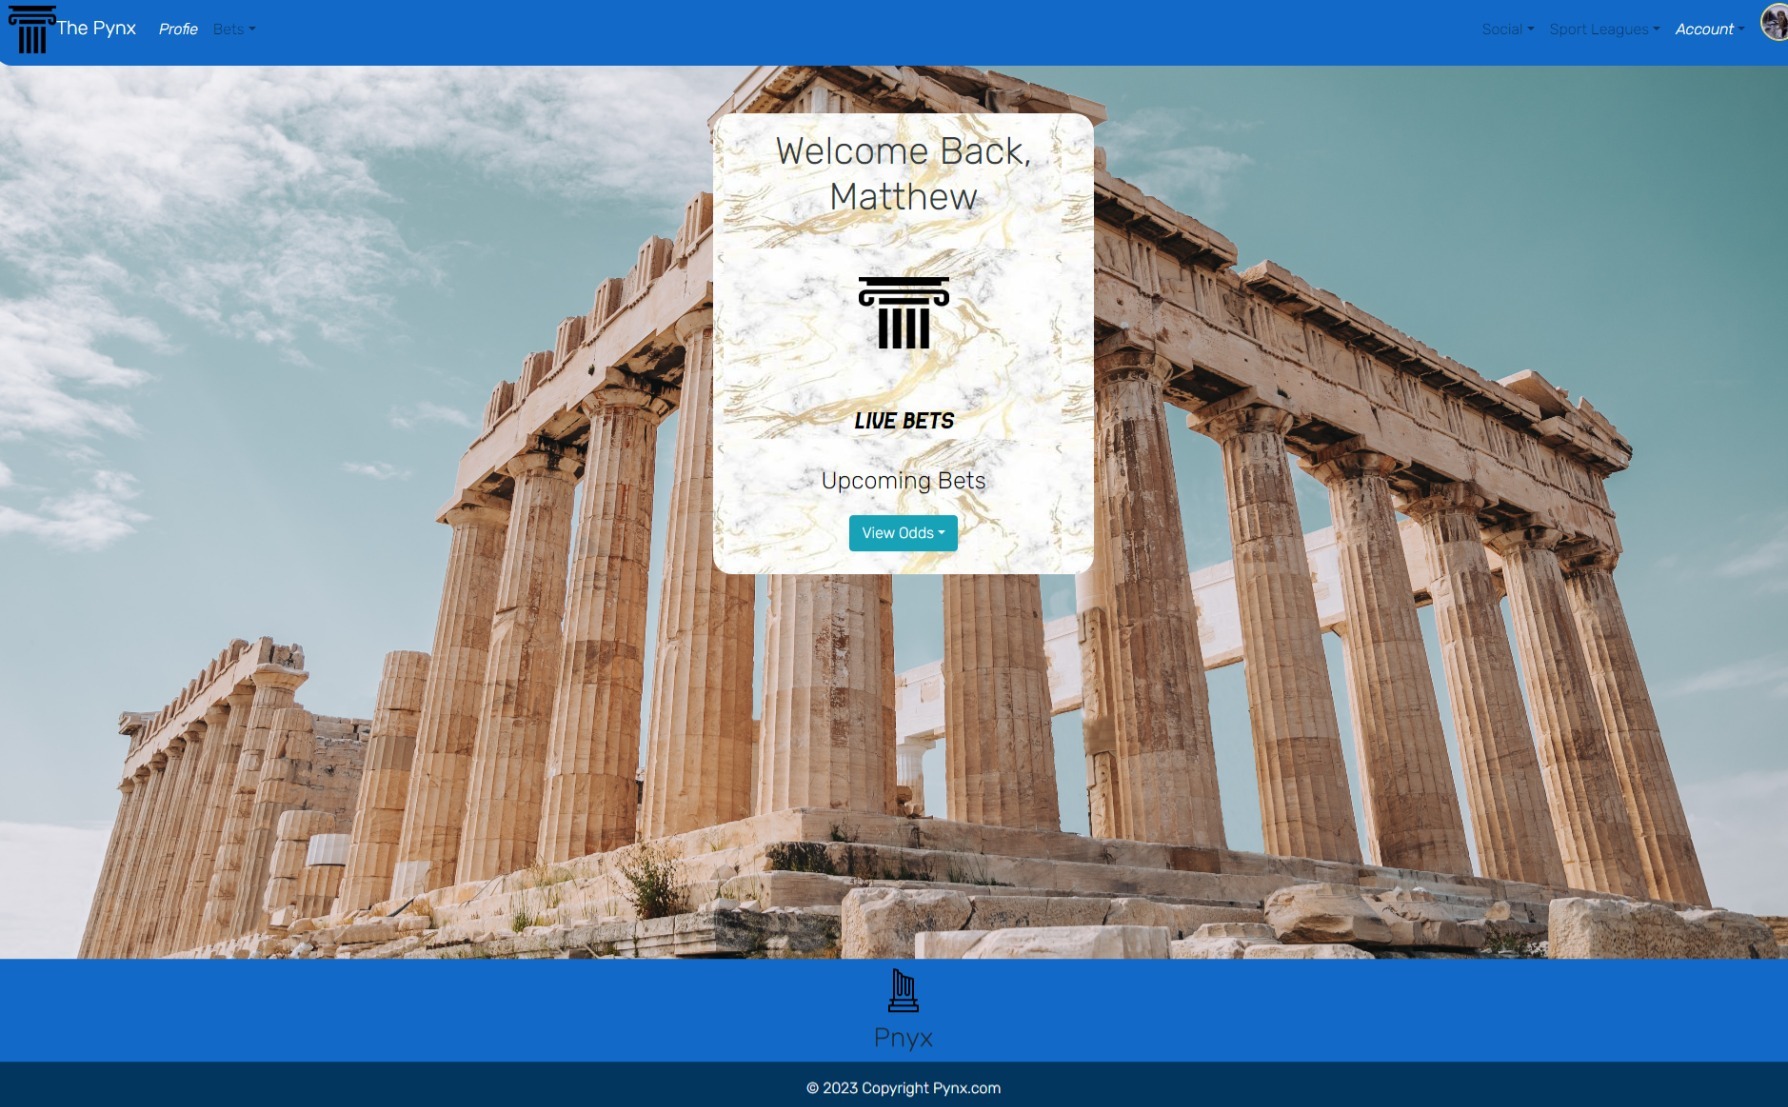 The Pynx Profie Bets Social Sport Leagues Account
Welcome Back,
Matthew
LIVE BETS
Upcoming Bets
View Odds
Pnyx
© 2023 Copyright Pynx.com